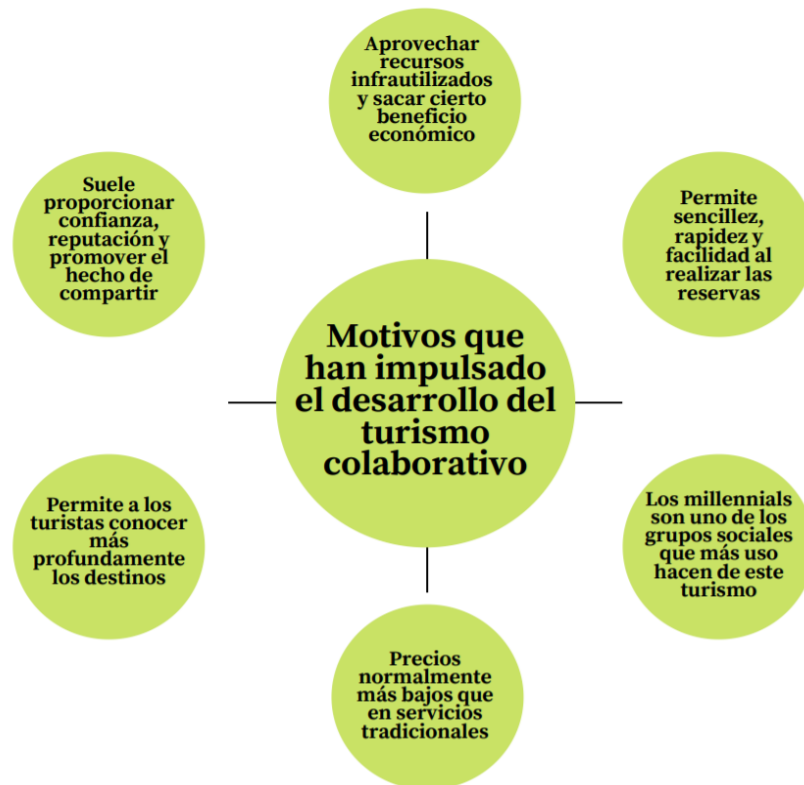 Aprovechar
recursos
infrautilizados
y sacar cierto
beneficio
económico
Suele
proporcionar
confianza,
reputación y
promover el
hecho de
compartir
Permite
sencillez,
rapidez y
facilidad al
realizar las
reservas
Motivos que
han impulsado
el desarrollo del
turismo
colaborativo
Permite a los
turistas conocer
más
profundamente
los destinos
Los millennials
son uno de los
grupos sociales
que más uso
hacen de este
turismo
Precios
normalmente
más bajos que
en servicios
tradicionales